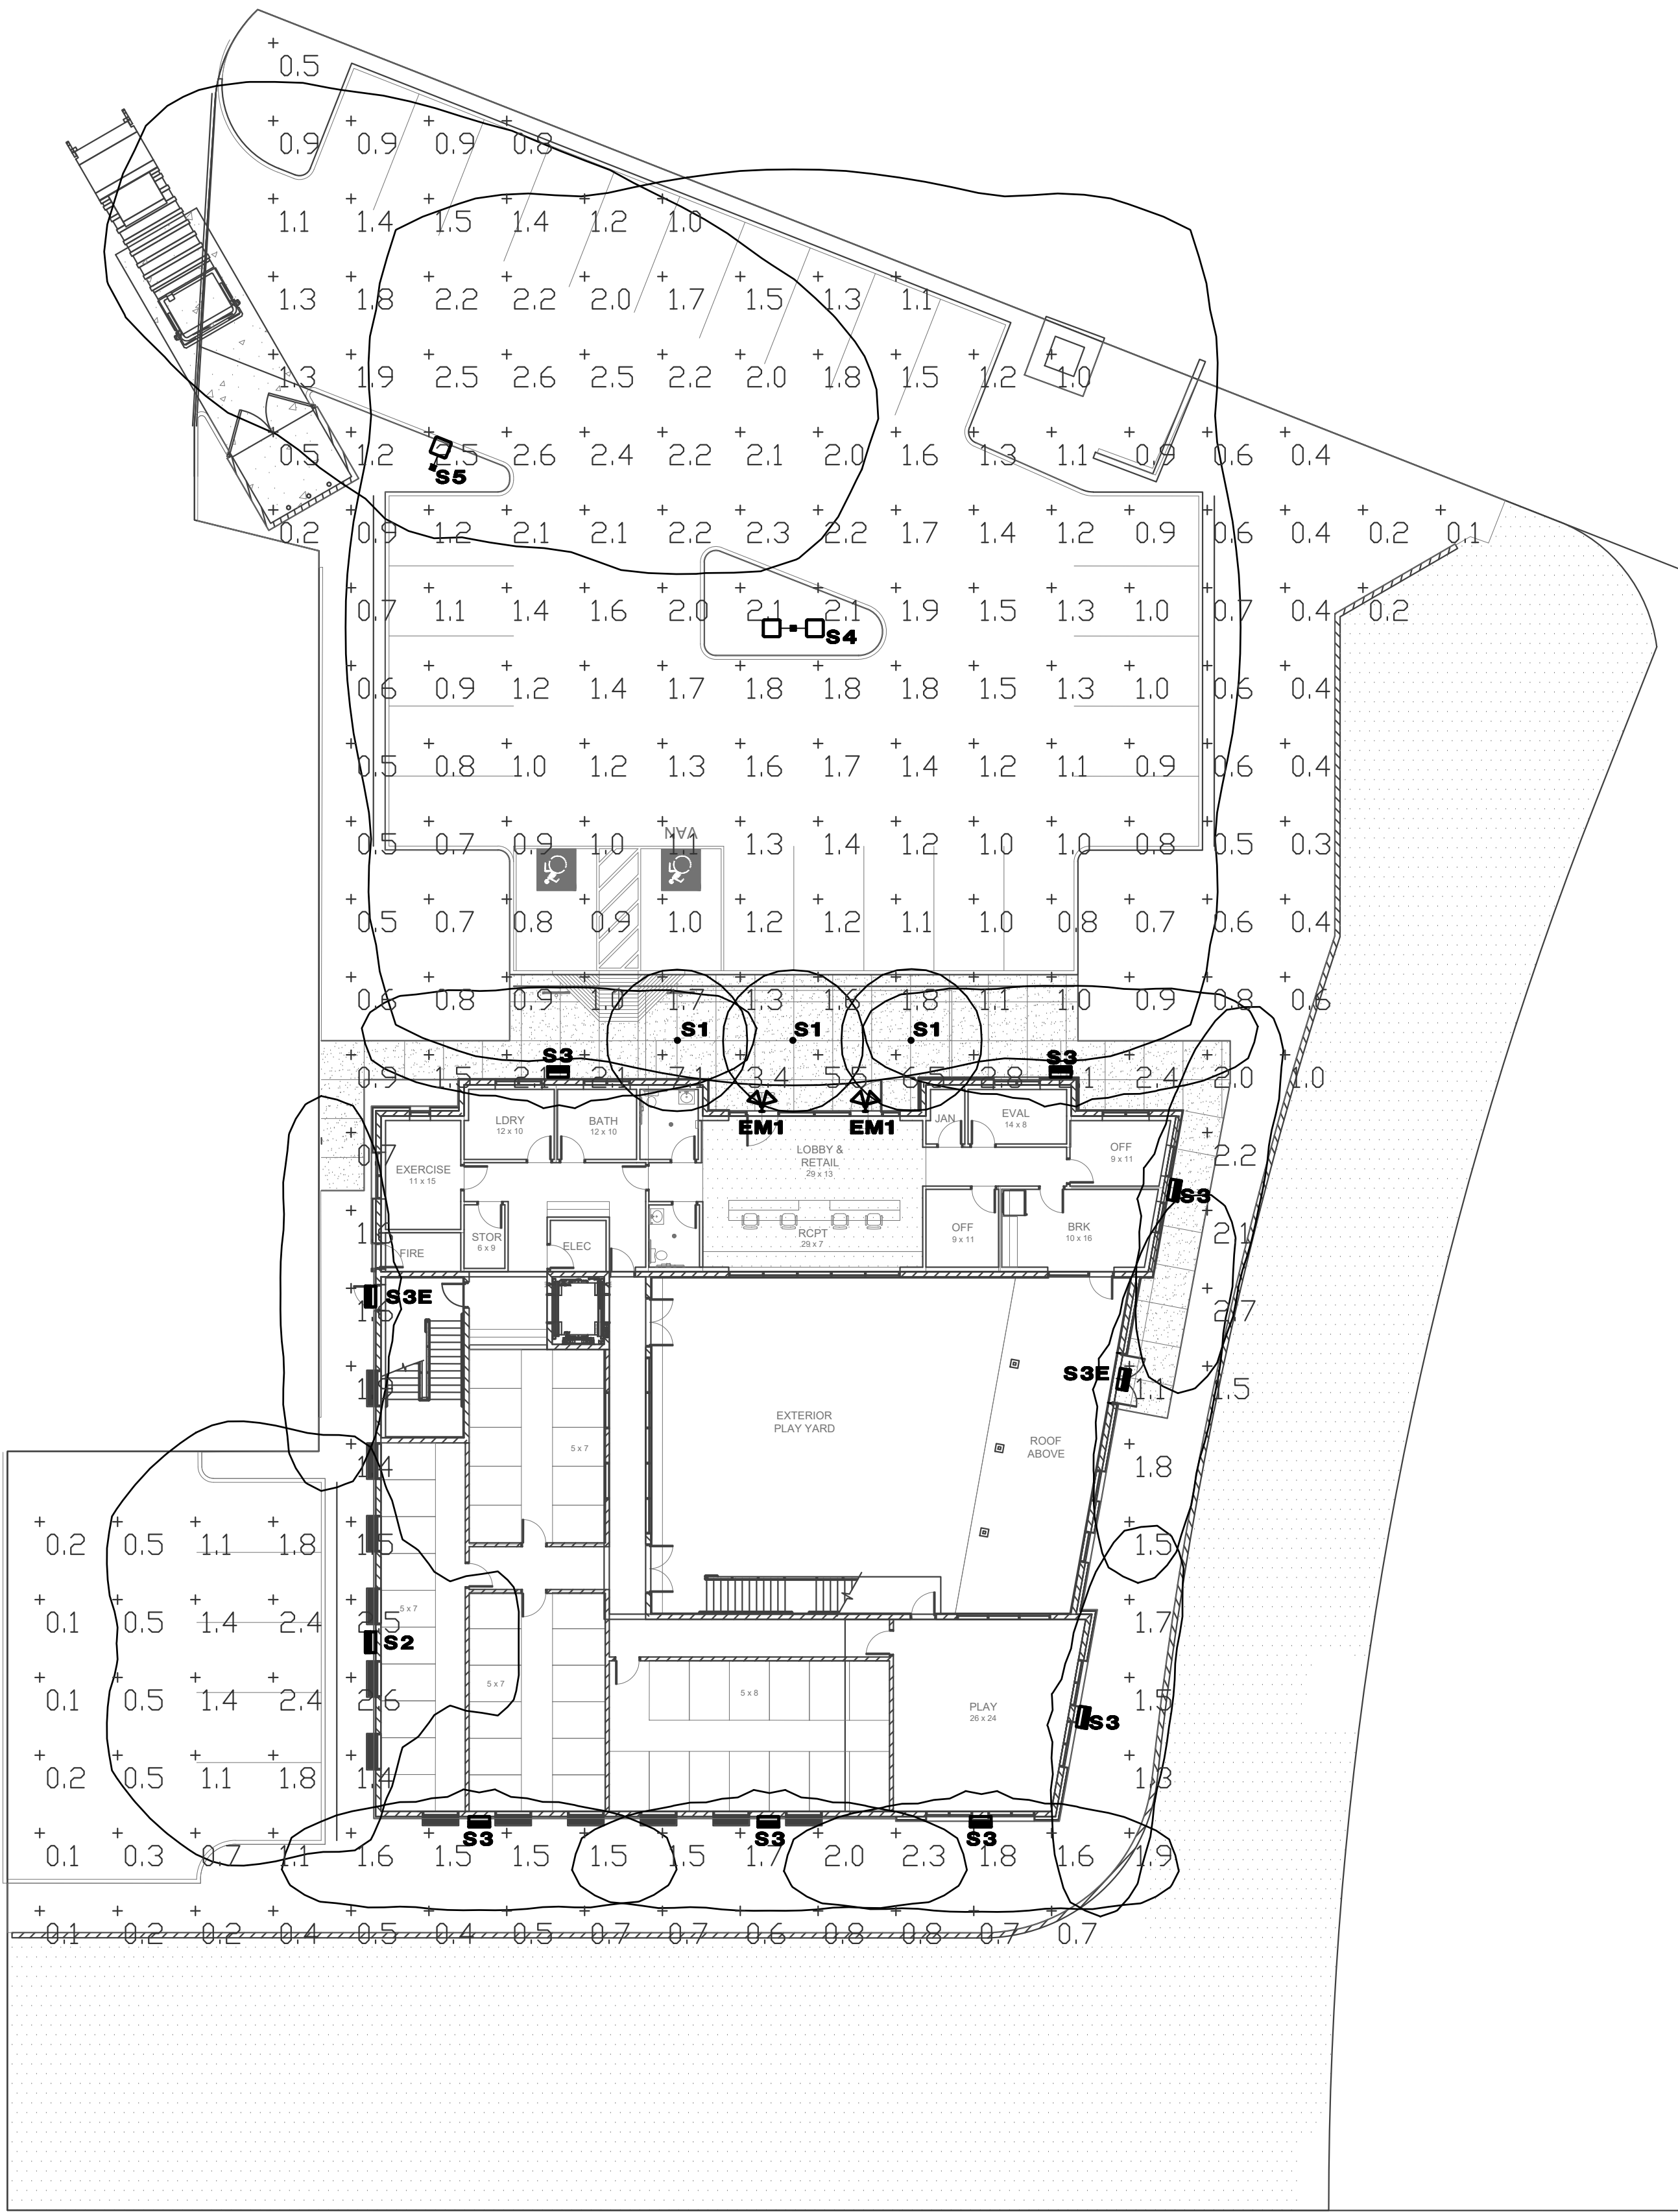 0.5
0.9 0.9 0.9 0.8
1.1 1.4 1.5 1.4 1.2 1.0
1.3 1.8 2.2 2.2 2.0 1.7 1.5 1.3 1.1
1.3 1.9 2.5 2.6 2.5 2.2 2.0 1.8 1.5 1.2 1.0
0.5 1.2 2.5 2.6 2.4 2.2 2.1 2.0 1.6 1.3 1.1 0.9 0.6 0.4
S5
0.2 0.9 1.2 2.1 2.1 2.2 2.3 2.2 1.7 1.4 1.2 0.9 0.6 0.4 0.2 0.1
0.7 1.1 1.4 1.6 2.0 2.1 2.1 1.9 1.5 1.3 1.0 0.7 0.4 0.2
S4
0.6 0.9 1.2 1.4 1.7 1.8 1.8 1.8 1.5 1.3 1.0 0.6 0.4
0.5 0.8 1.0 1.2 1.3 1.6 1.7 1.4 1.2 1.1 0.9 0.6 0.4
VAN
0.5 0.7 0.9 1.0 1.1 1.3 1.4 1.2 1.0 1.0 0.8 0.5 0.3
0.5 0.7 0.8 0.9 1.0 1.2 1.2 1.1 1.0 0.8 0.7 0.6 0.4
0.6 0.8 0.9 1.0 1.7 1.3 1.6 1.8 1.1 1.0 0.9 0.8 0.6
S1 S1 S1
S3 S3
0.9 1.5 2.1 2.1 7.1 3.4 5.5 6.5 2.8 2.4 2.0 1.0
EM1 EM1
LDRY
12 x 10
BATH
12 x 10
JAN
EVAL
14 x 8
OFF
9 x 11
LOBBY &
RETAIL
29 x 13
0.7 2.2
EXERCISE
11 x 15
S3
STOR
6 x 9
ELEC
RCPT
29 x 7
OFF
9 x 11
BRK
10 x 16
2.1
FIRE
S3E
2.7
S3E
1.1 1.5
EXTERIOR
PLAY YARD
ROOF
ABOVE
5 x 7
1.4 1.8
0.2 0.5 1.1 1.8 1.5 1.5
5 x 7
0.1 0.5 1.4 2.4 2.5 1.7
S2
5 x 7
5 x 8
0.1 0.5 1.4 2.4 2.6 1.5
PLAY
26 x 24
S3
0.2 0.5 1.1 1.8 1.4 1.3
S3 S3 S3
0.1 0.3 0.7 1.1 1.6 1.5 1.5 1.5 1.5 1.7 2.0 2.3 1.8 1.6 1.9
0.1 0.2 0.2 0.4 0.5 0.4 0.5 0.7 0.7 0.6 0.8 0.8 0.7 0.7